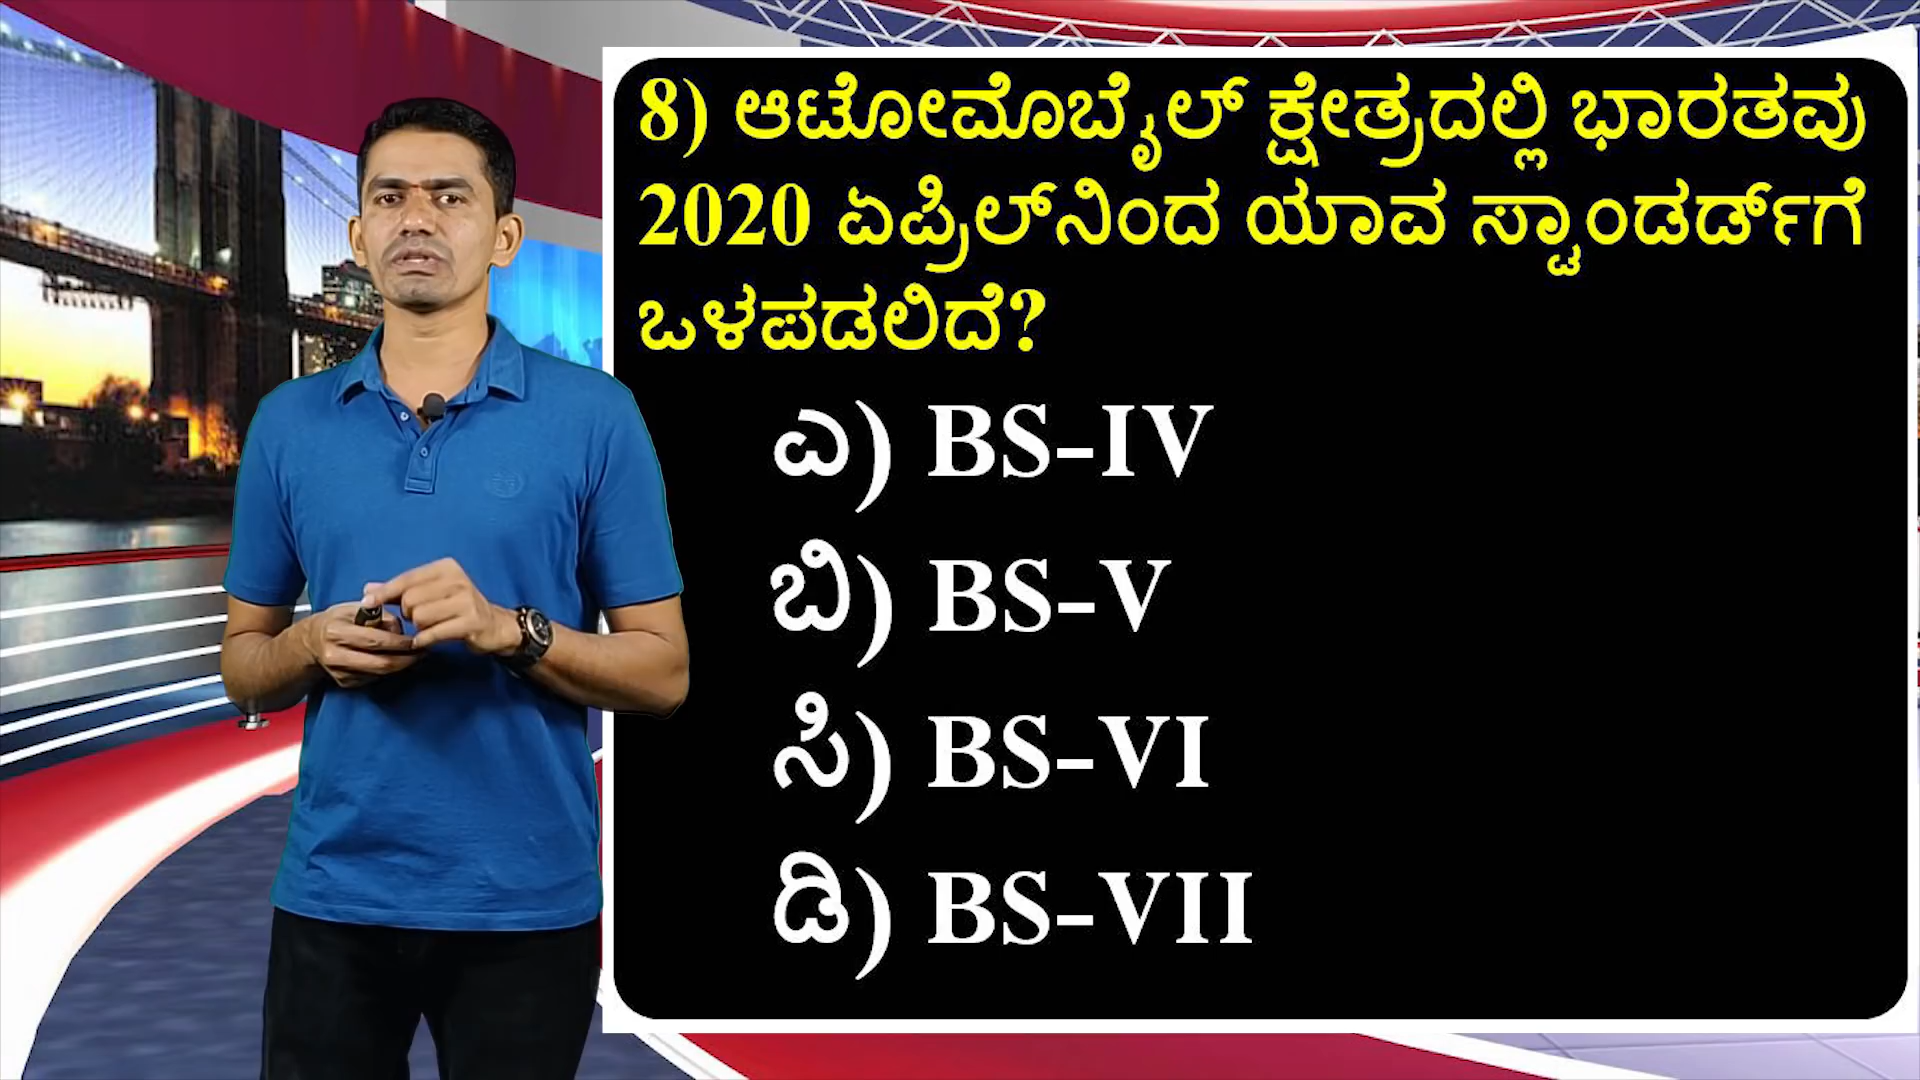 8) ಆಟೋಮೊಬೈಲ್ ಕ್ಷೇತ್ರದಲ್ಲಿ ಭಾರತವು
2020 ಏಪ್ರಿಲ್‌ನಿಂದ ಯಾವ ಸ್ಟಾಂಡರ್ಡ್‌ಗೆ
ಒಳಪಡಲಿದೆ?
ಎ) BS-IV
ಬಿ) BS-V
ಸಿ) BS-VI
ಡಿ) BS-VII